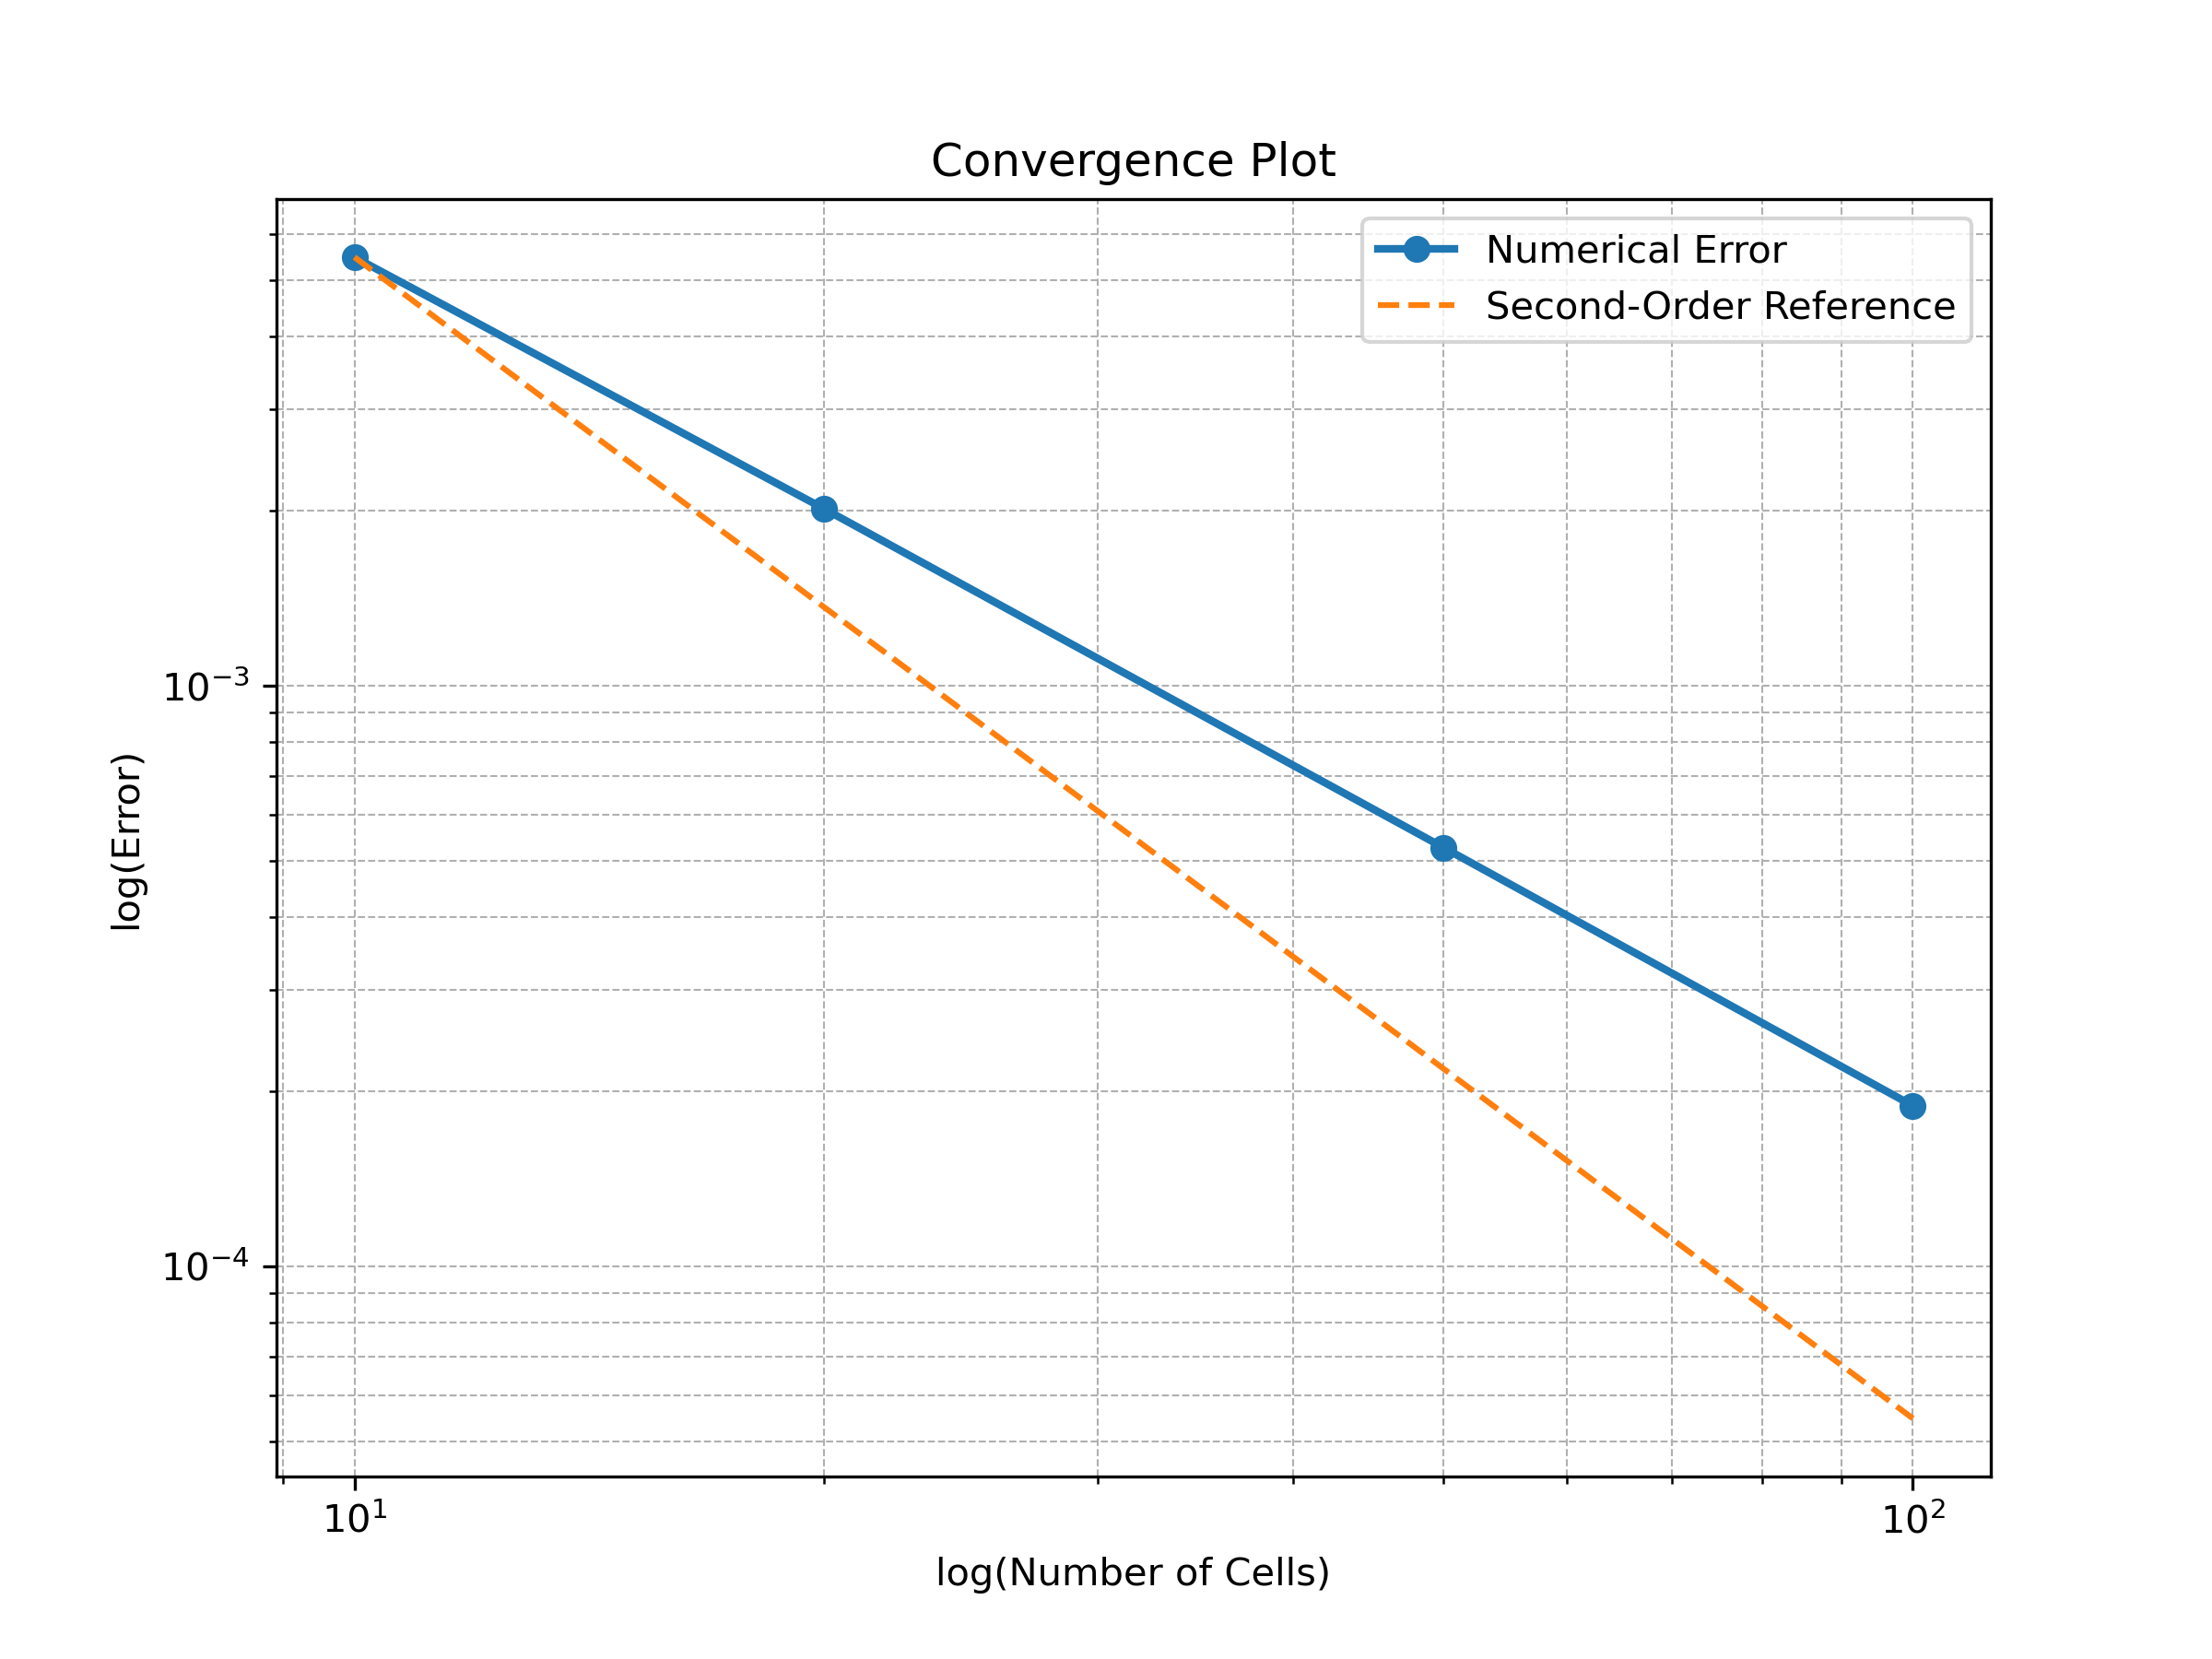 Convergence Plot
Numerical Error
Second-Order Reference
10⁻³
10⁻⁴
log(Error)
10¹
10²
log(Number of Cells)